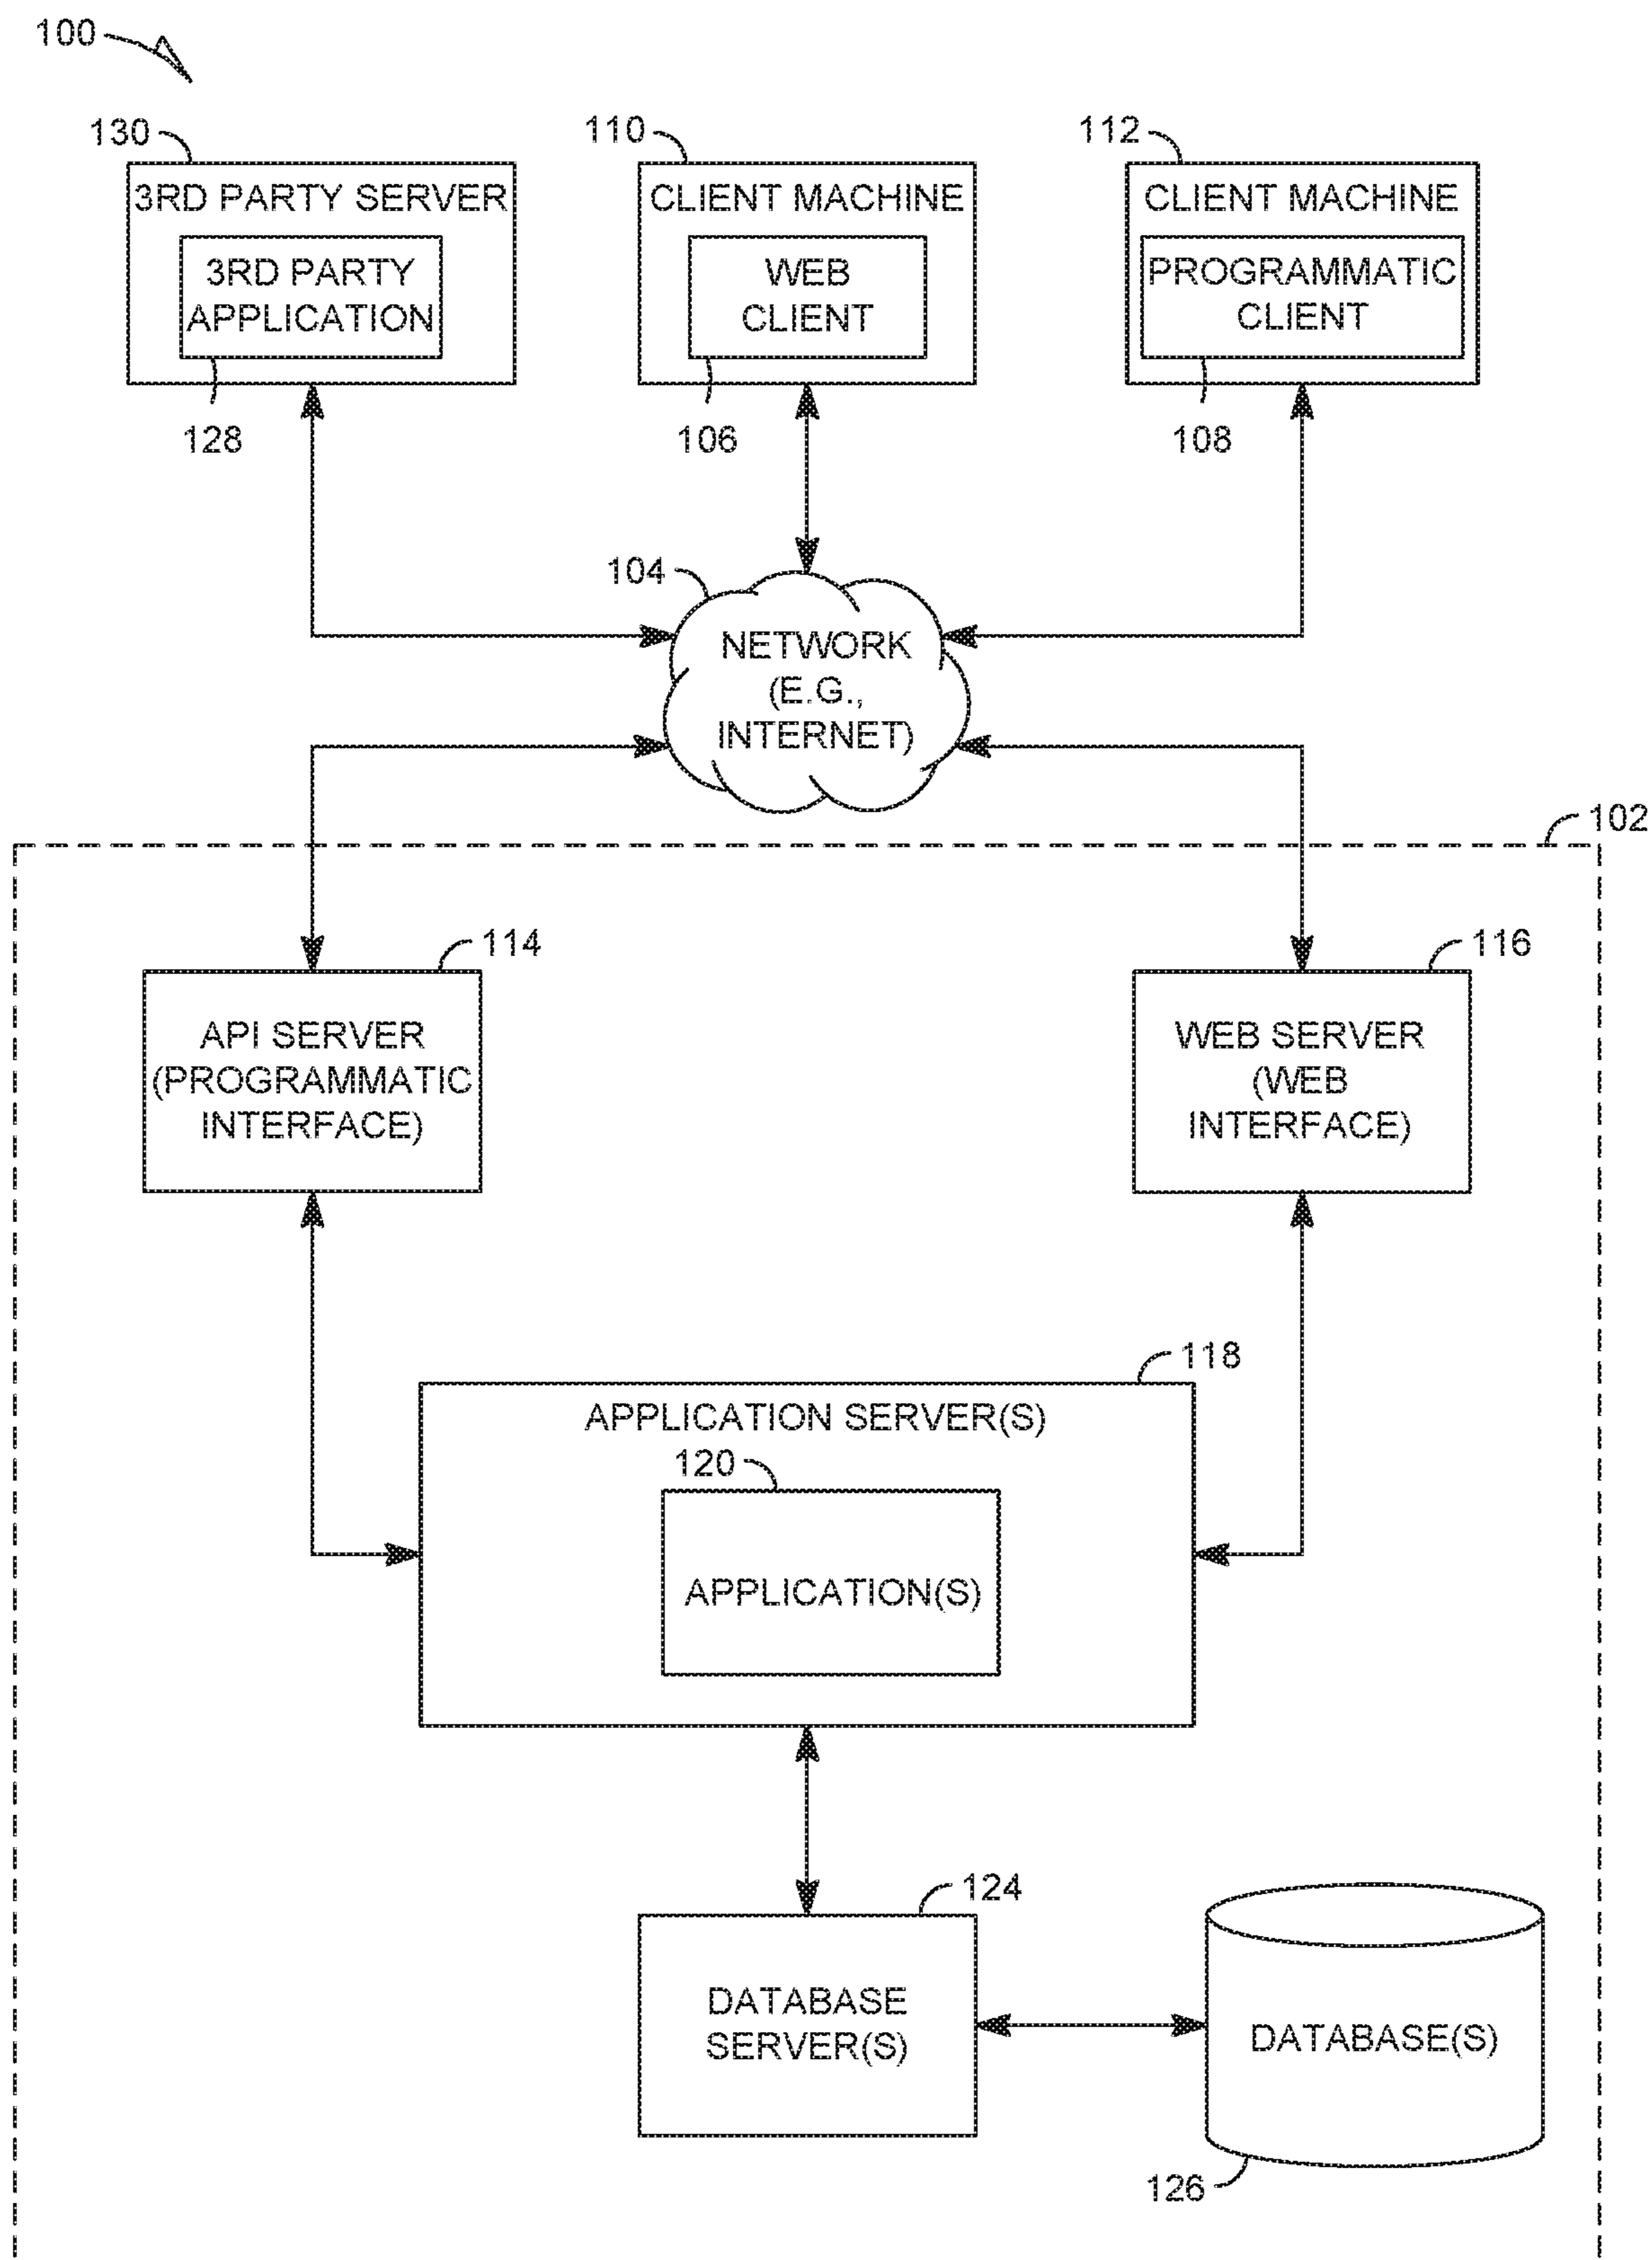 100
130
110
112
3RD PARTY SERVER
CLIENT MACHINE
CLIENT MACHINE
3RD PARTY
APPLICATION
WEB
CLIENT
PROGRAMMATIC
CLIENT
128
106
108
104
NETWORK
(E.G.,
INTERNET)
102
114
116
API SERVER
(PROGRAMMATIC
INTERFACE)
WEB SERVER
(WEB
INTERFACE)
118
APPLICATION SERVER(S)
120
APPLICATION(S)
124
DATABASE
SERVER(S)
DATABASE(S)
126